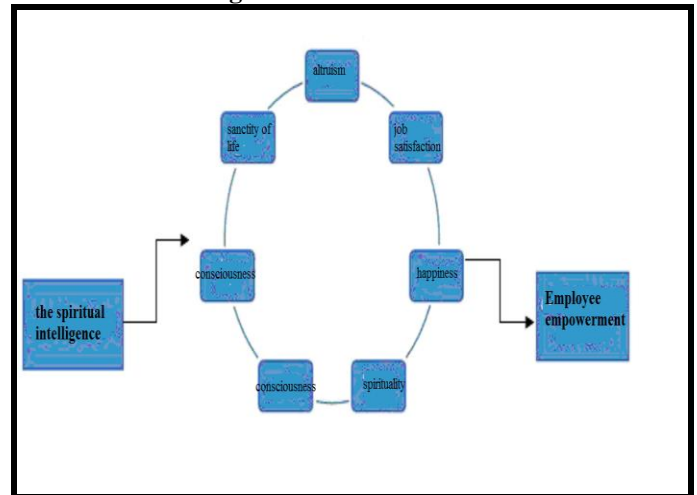 altruism
sanctity of
life
job
satisfaction
consciousness
happiness
the spiritual
intelligence
Employee
empowerment
consciousness
spirituality